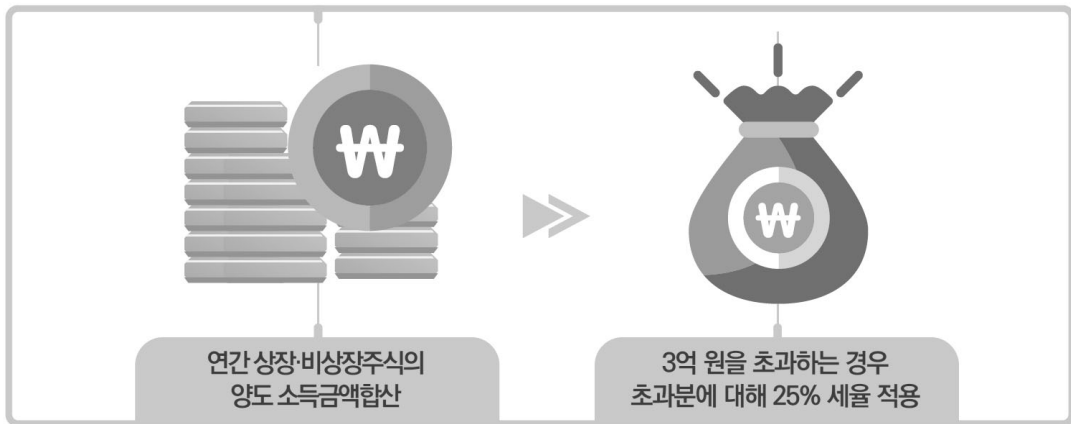 ₩
₩
연간 상장·비상장주식의
양도 소득금액합산
3억 원을 초과하는 경우
초과분에 대해 25% 세율 적용